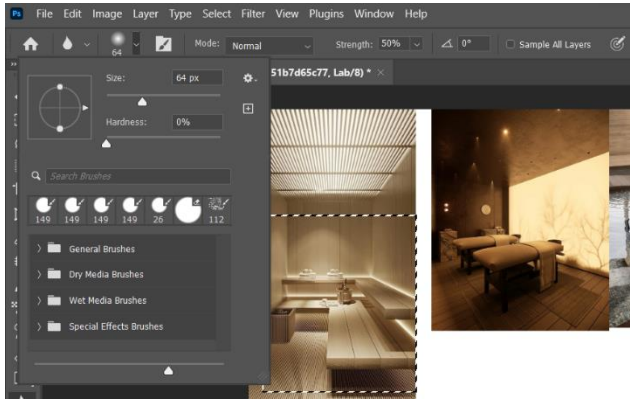 Ps File Edit Image Layer Type Select Filter View Plugins Window Help
64 Mode: Normal Strength: 50% 0° Sample All Layers
51b7d65c77, Lab/8) * ×
Size: 64 px
Hardness: 0%
Search Brushes
149 149 149 149 26 112
General Brushes
Dry Media Brushes
Wet Media Brushes
Special Effects Brushes